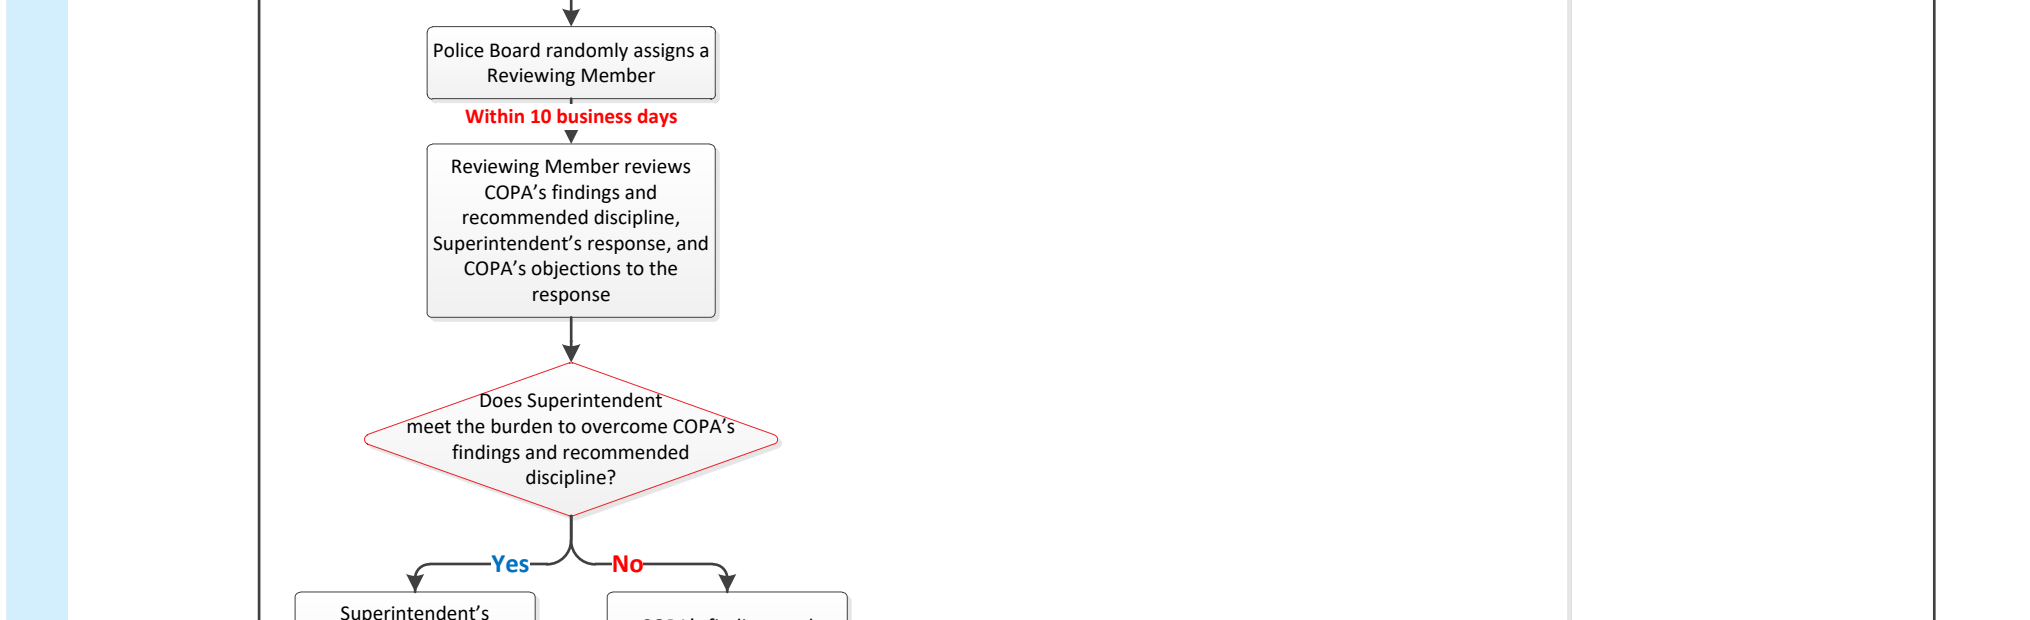 Police Board randomly assigns a
Reviewing Member
Within 10 business days
Reviewing Member reviews
COPA’s findings and
recommended discipline,
Superintendent’s response, and
COPA’s objections to the
response
Does Superintendent
meet the burden to overcome COPA’s
findings and recommended
discipline?
Yes
No
Superintendent’s